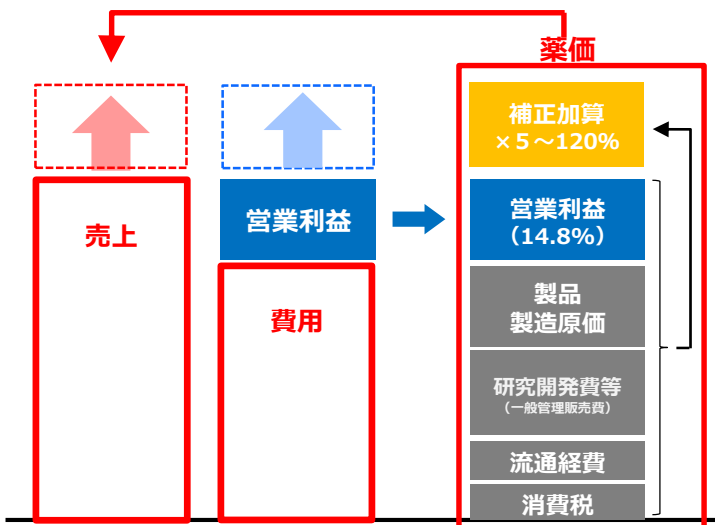 薬価
補正加算
×5～120%
売上
営業利益
費用
営業利益
（14.8%）
製品
製造原価
研究開発費等
（一般管理販売費）
流通経費
消費税